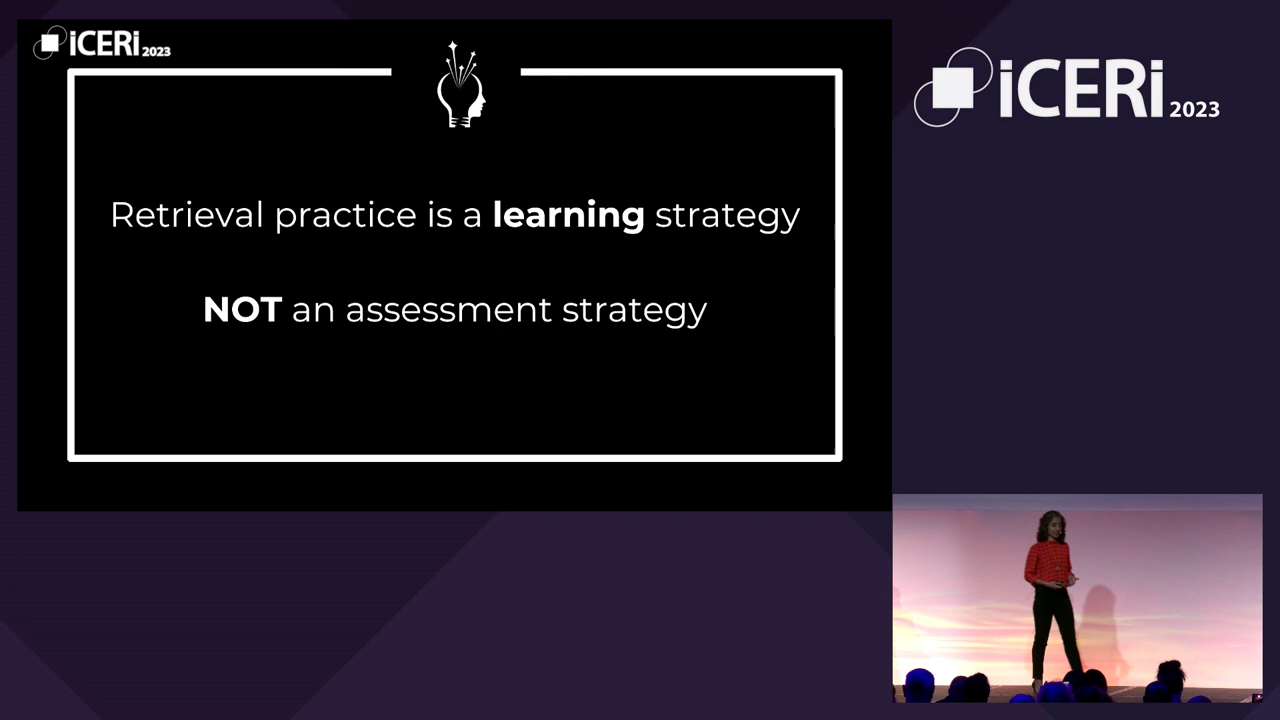 iCERi 2023
Retrieval practice is a learning strategy
NOT an assessment strategy
iCERi 2023